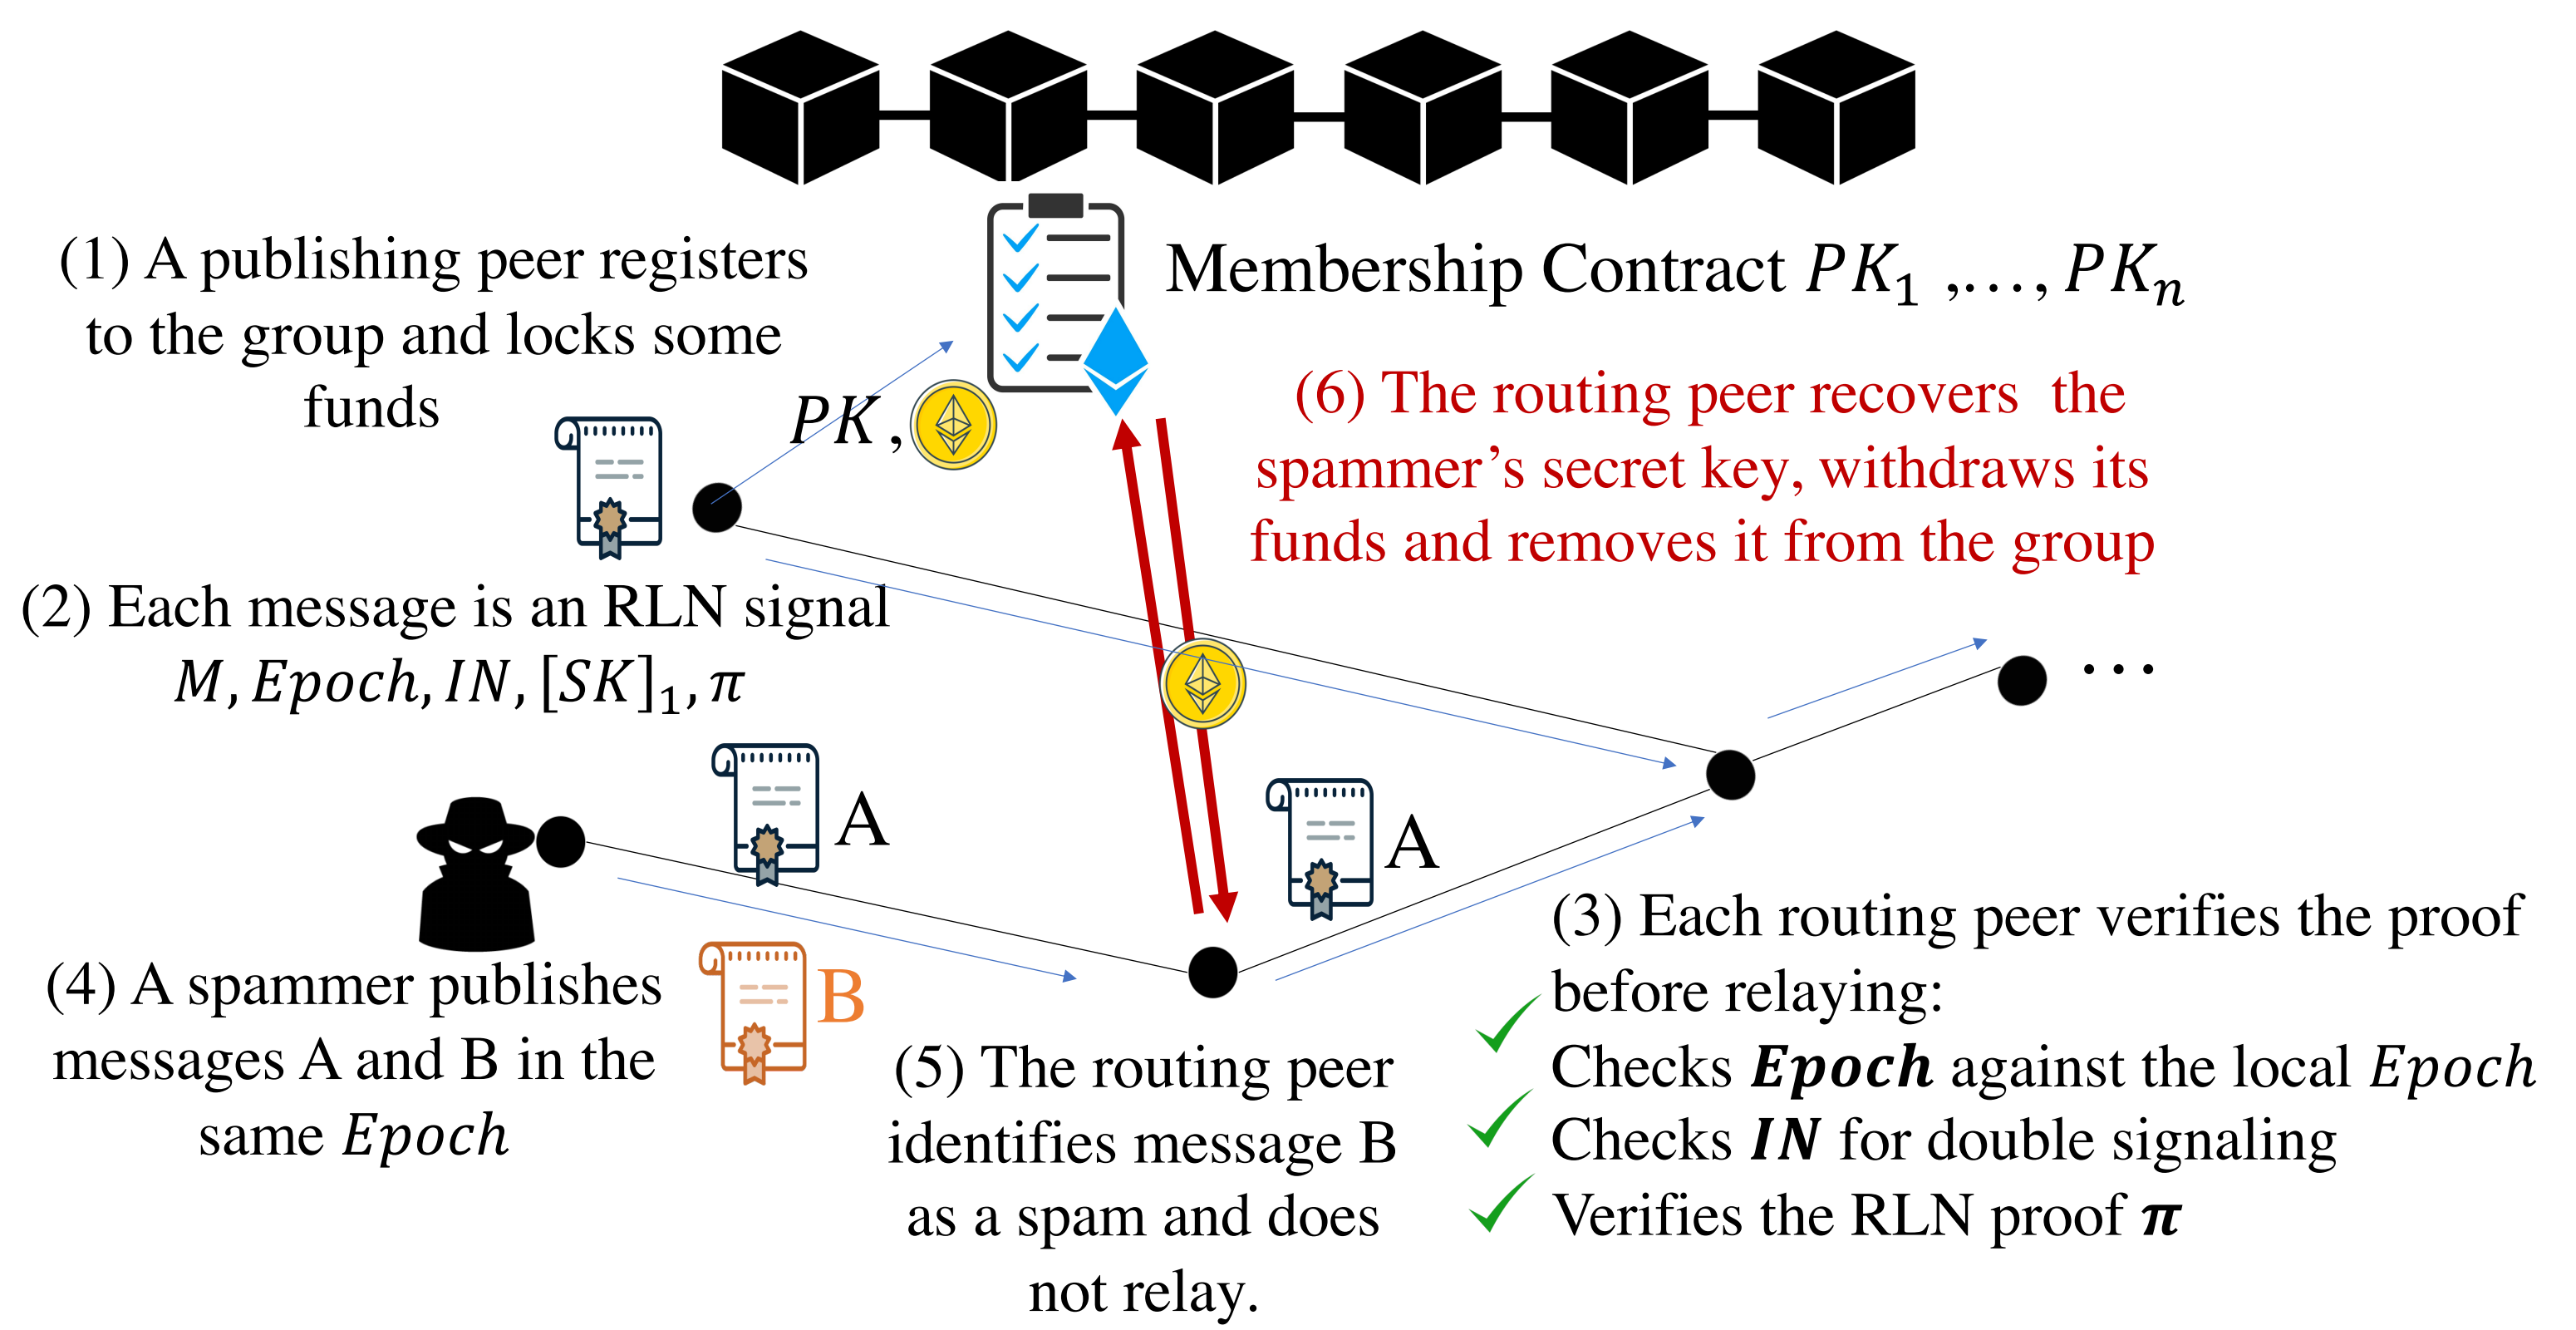 (1) A publishing peer registers
to the group and locks some
funds
Membership Contract PK₁ ,…, PKₙ
PK ,
(6) The routing peer recovers the
spammer’s secret key, withdraws its
funds and removes it from the group
(2) Each message is an RLN signal
M, Epoch, IN, [SK]₁, π
...
A
A
B
(4) A spammer publishes
messages A and B in the
same Epoch
(5) The routing peer
identifies message B
as a spam and does
not relay.
(3) Each routing peer verifies the proof
before relaying:
Checks Epoch against the local Epoch
Checks IN for double signaling
Verifies the RLN proof π